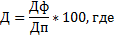 Д = Дф/Дп * 100, где